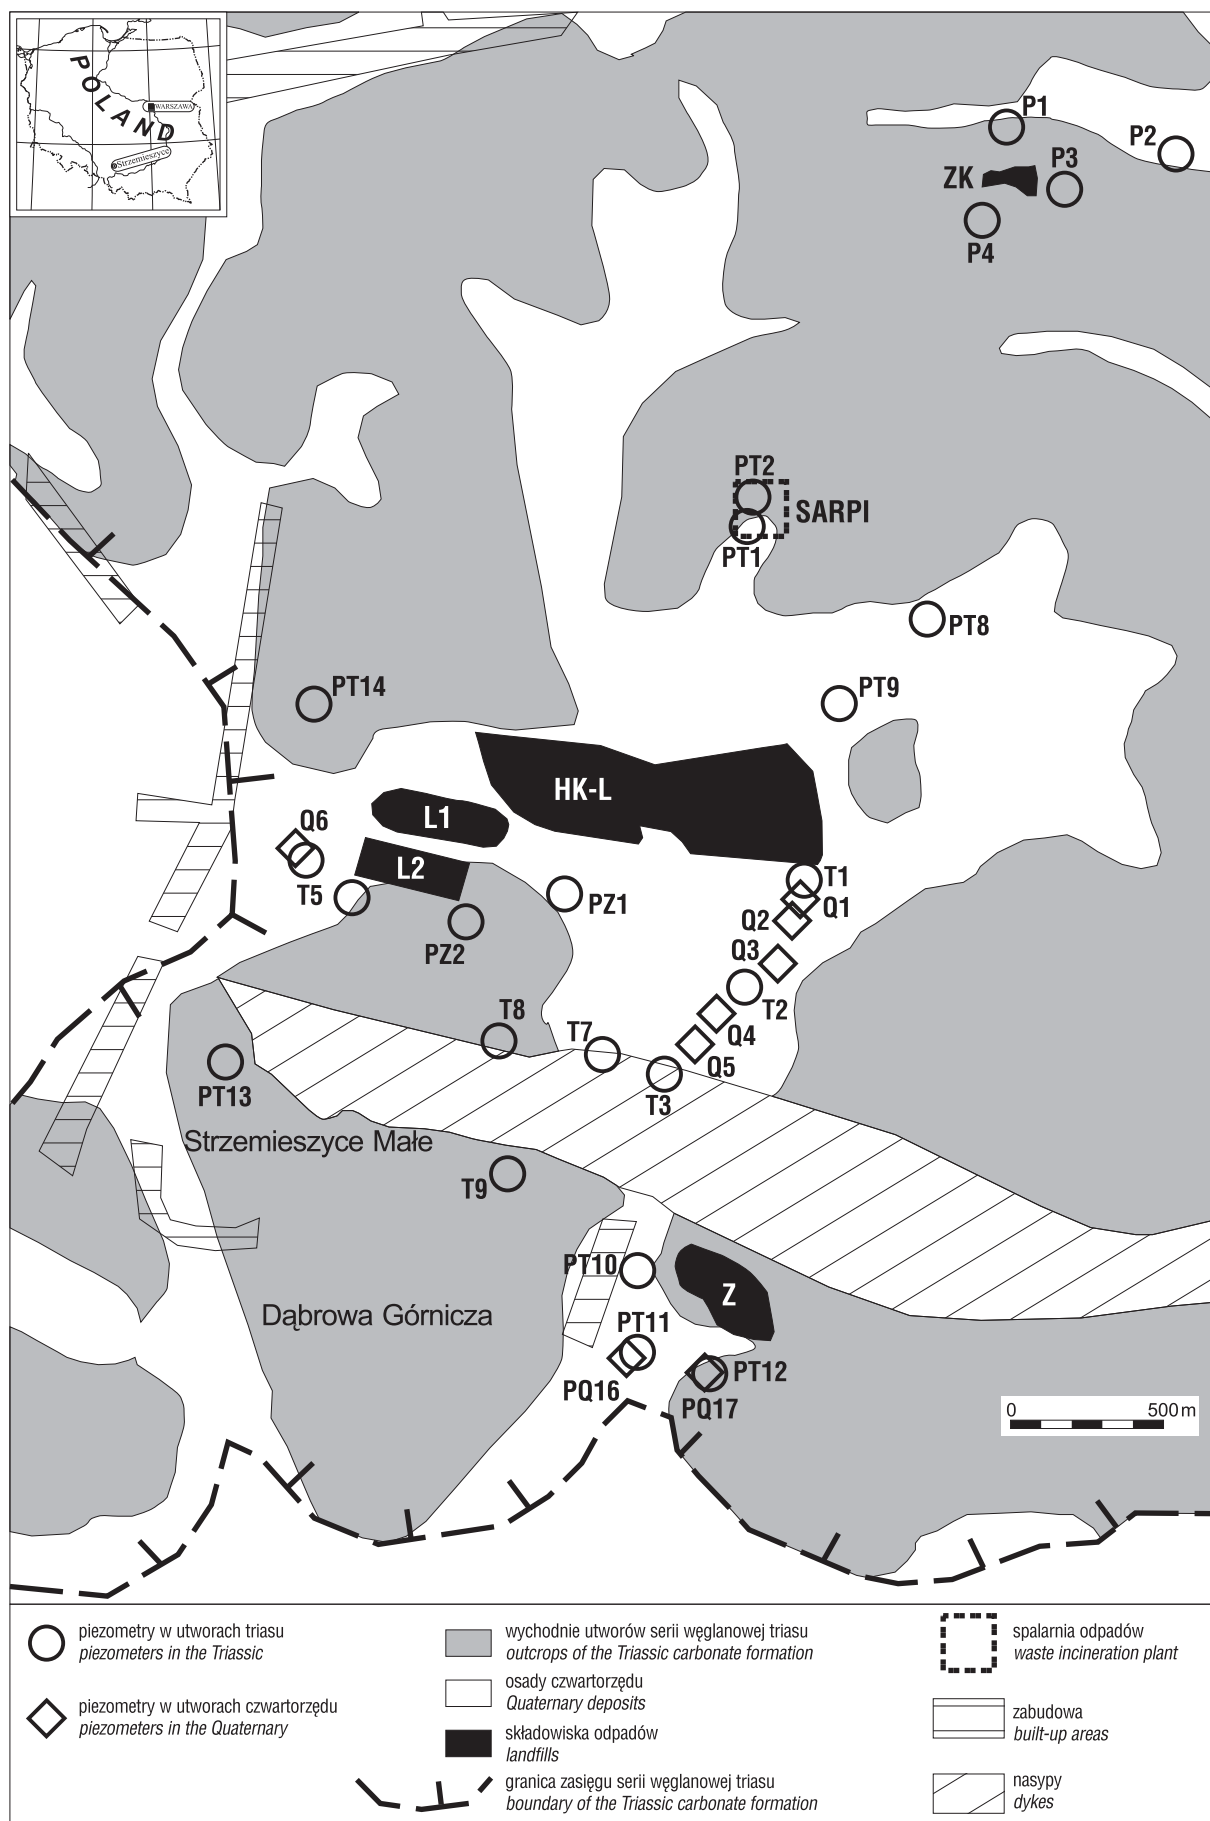 POLAND
WARSZAWA
Strzemieszyce
P1
P2
P3
ZK
P4
PT2
SARPI
PT1
PT8
PT14
PT9
HK-L
L1
Q6
L2
T5
T1
Q1
PZ1
Q2
PZ2
Q3
T8
T2
T7
Q4
Q5
PT13
T3
Strzemieszyce Małe
T9
PT10
Z
Dąbrowa Górnicza
PT11
PT12
PQ16
PQ17
0 500 m
piezometry w utworach triasu
piezometers in the Triassic
piezometry w utworach czwartorzędu
piezometers in the Quaternary
wychodnie utworów serii węglanowej triasu
outcrops of the Triassic carbonate formation
osady czwartorzędu
Quaternary deposits
składowiska odpadów
landfills
granica zasięgu serii węglanowej triasu
boundary of the Triassic carbonate formation
spalarnia odpadów
waste incineration plant
zabudowa
built-up areas
nasypy
dykes